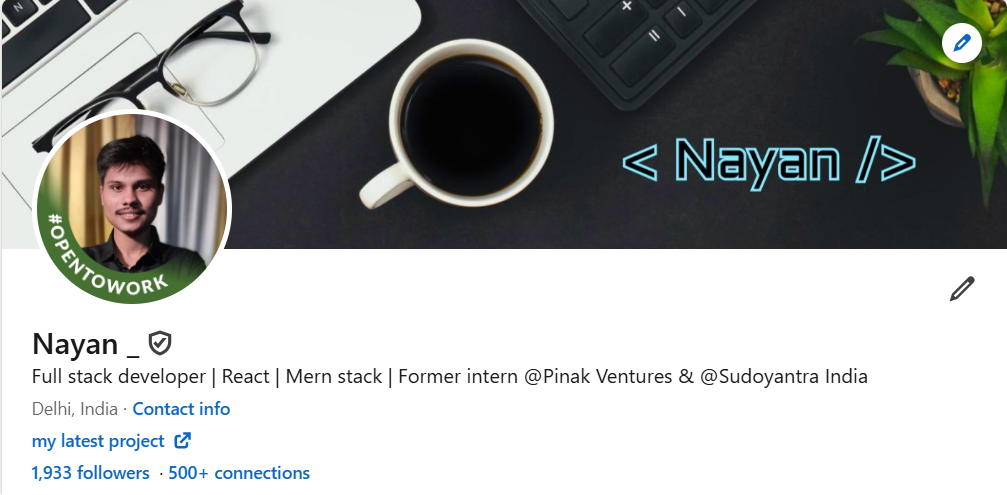 < Nayan />
#OPENTOWORK
Nayan _
Full stack developer | React | Mern stack | Former intern @Pinak Ventures & @Sudoyantra India
Delhi, India · Contact info
my latest project
1,933 followers · 500+ connections